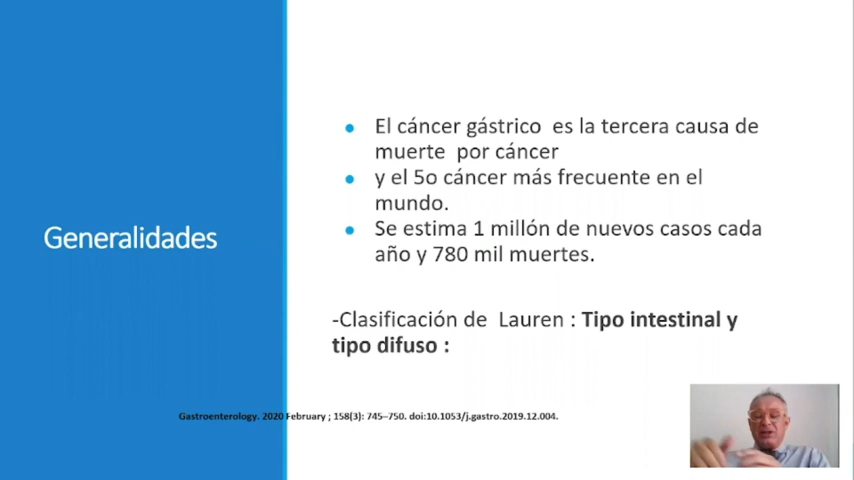 Generalidades
El cáncer gástrico es la tercera causa de
muerte por cáncer
y el 5o cáncer más frecuente en el
mundo.
Se estima 1 millón de nuevos casos cada
año y 780 mil muertes.
-Clasificación de Lauren : Tipo intestinal y
tipo difuso :
Gastroenterology. 2020 February ; 158(3): 745–750. doi:10.1053/j.gastro.2019.12.004.